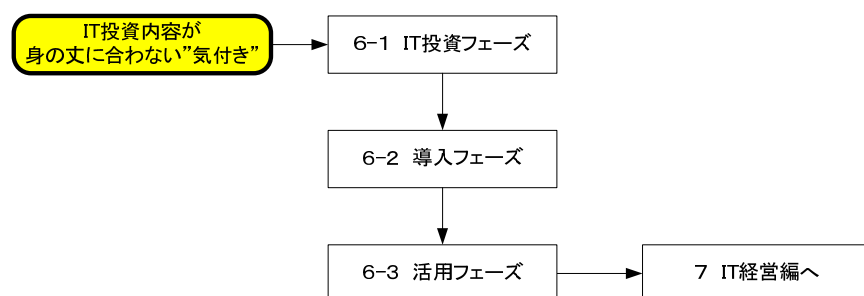 IT投資内容が
身の丈に合わない”気付き”
6-1 IT投資フェーズ
6-2 導入フェーズ
6-3 活用フェーズ
7 IT経営編へ